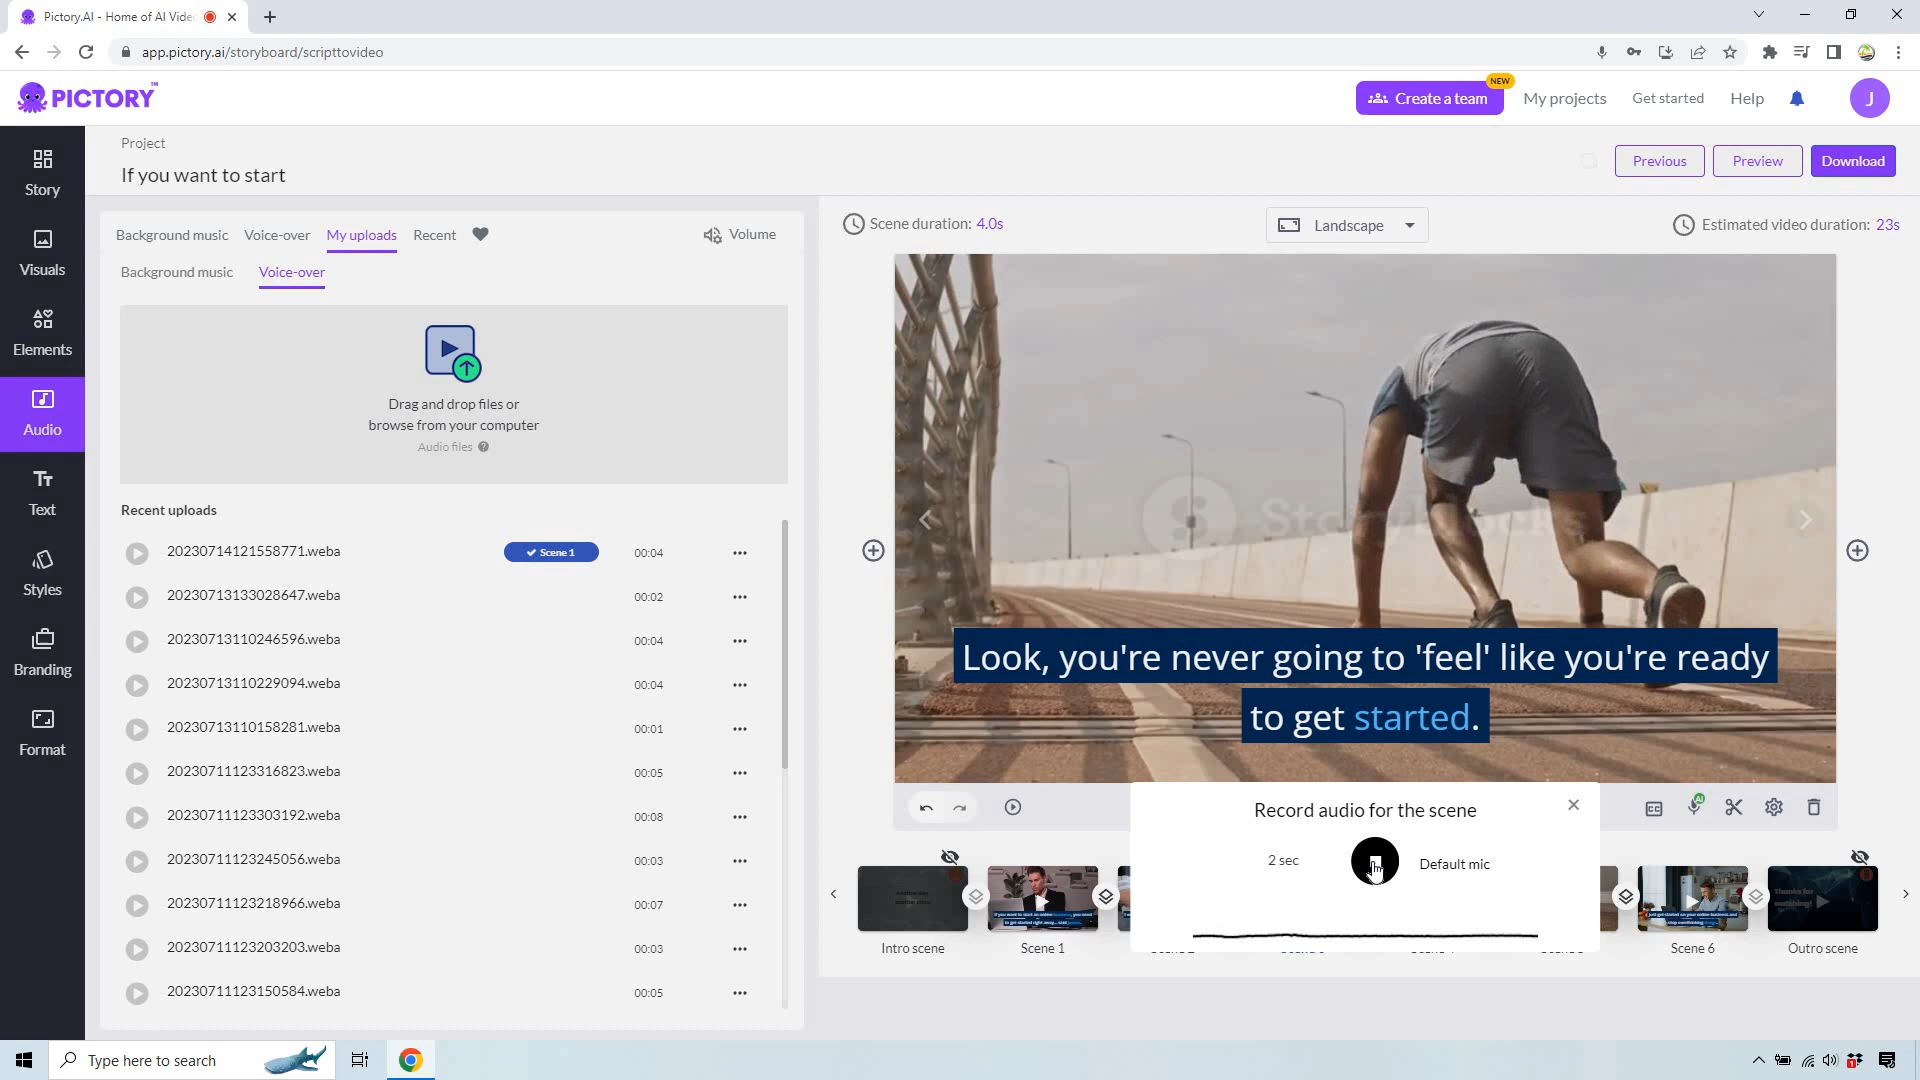 Pictory.AI - Home of AI Vide
app.pictory.ai/storyboard/scripttovideo
PICTORY
Create a team
NEW
My projects
Get started
Help
J
Project
If you want to start
Previous
Preview
Download
Story
Visuals
Elements
Audio
Text
Styles
Branding
Format
Background music
Voice-over
My uploads
Recent
Volume
Background music
Voice-over
Drag and drop files or
browse from your computer
Audio files
Recent uploads
20230714121558771.weba
Scene 1
00:04
20230713133028647.weba
00:02
20230713110246596.weba
00:04
20230713110229094.weba
00:04
20230713110158281.weba
00:01
20230711123316823.weba
00:05
20230711123303192.weba
00:08
20230711123245056.weba
00:03
20230711123218966.weba
00:07
20230711123203203.weba
00:03
20230711123150584.weba
00:05
Scene duration: 4.0s
Landscape
Estimated video duration: 23s
Look, you're never going to 'feel' like you're ready
to get started.
CC
AI
Record audio for the scene
2 sec
Default mic
Intro scene
Scene 1
Scene 6
Thanks for
watching!
Outro scene
Type here to search
1